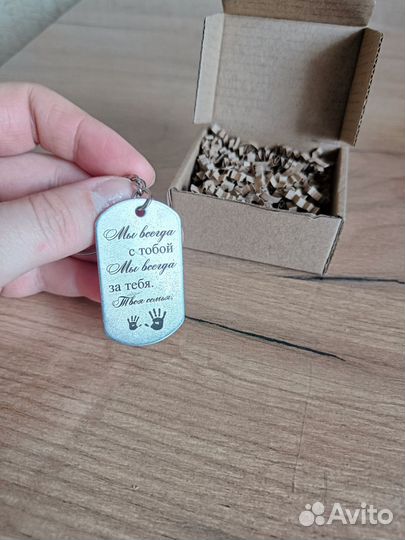 Мы всегда
с тобой
Мы всегда
за тебя.
Твоя семья.
Avito